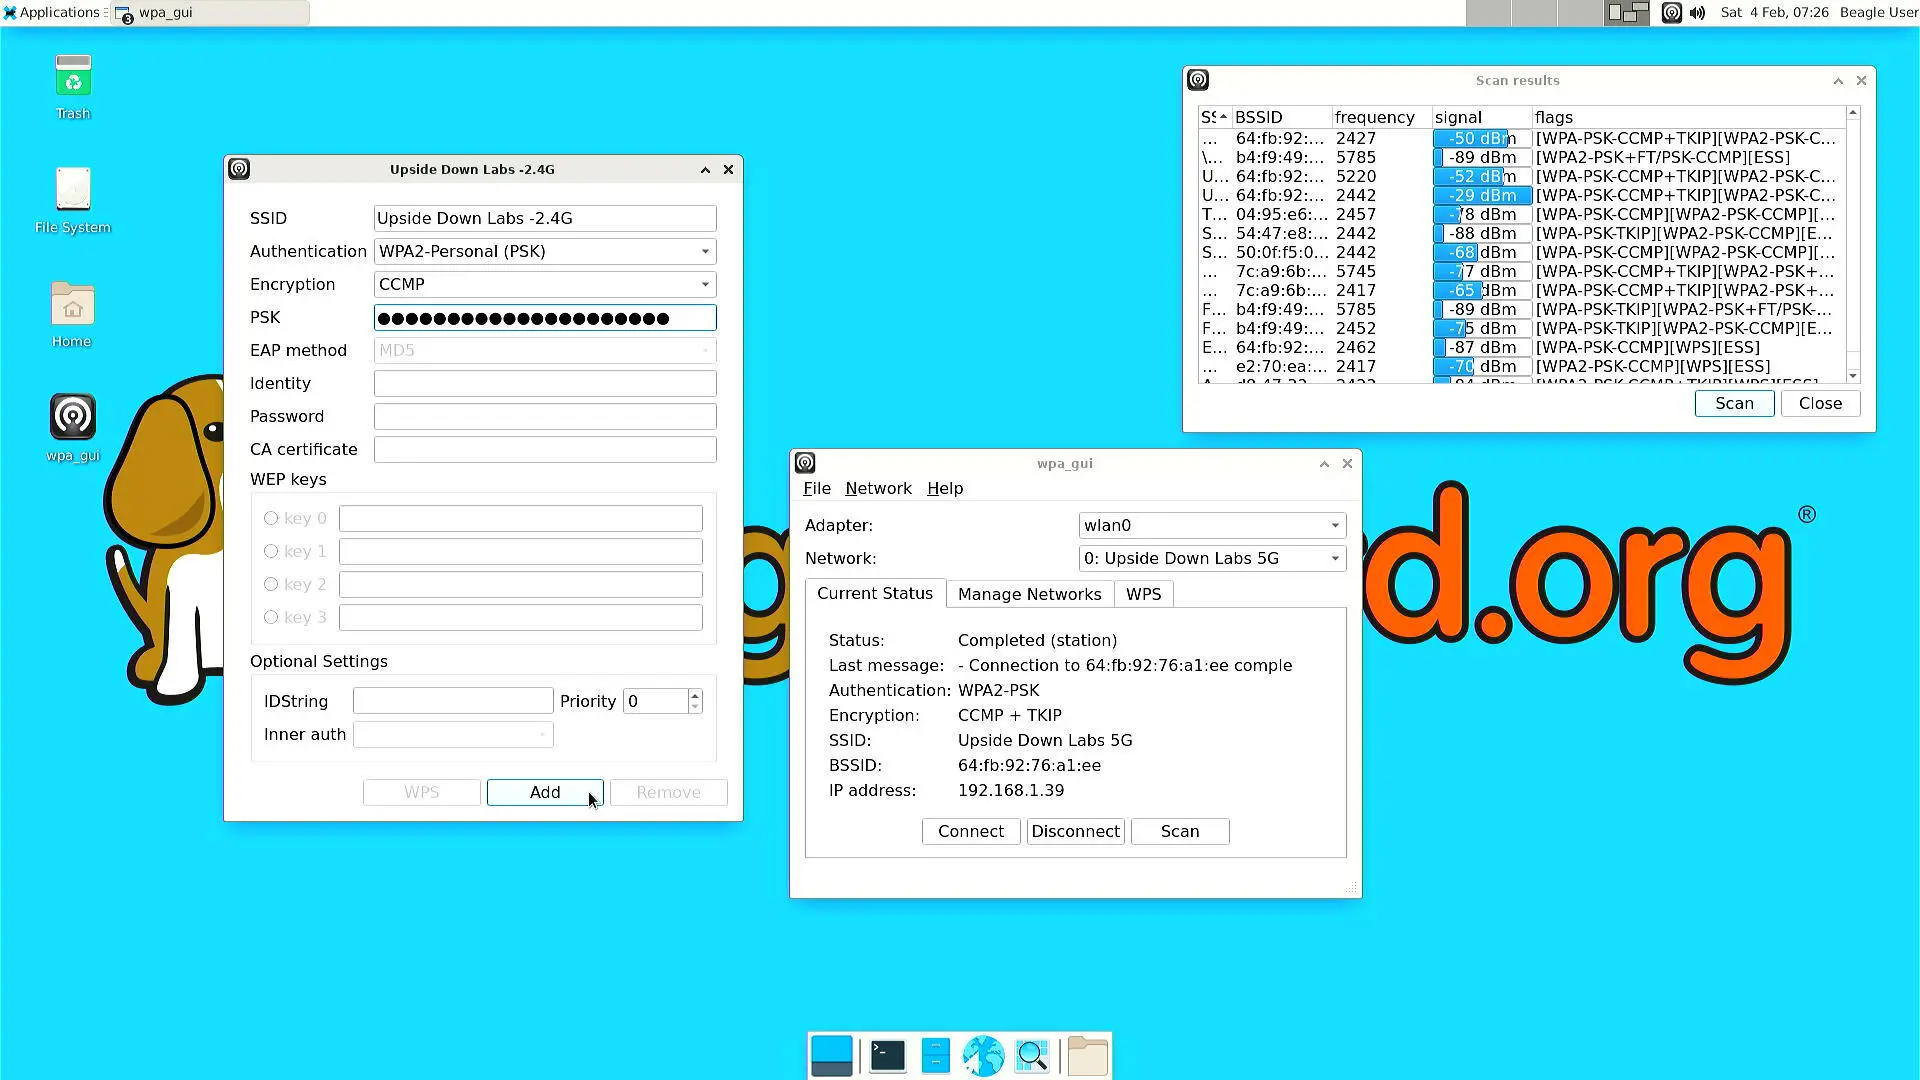 Applications
3
wpa_gui
Sat 4 Feb, 07:26
Beagle User
Trash
File System
Home
wpa_gui
Upside Down Labs -2.4G
SSID
Upside Down Labs -2.4G
Authentication
WPA2-Personal (PSK)
Encryption
CCMP
PSK
●●●●●●●●●●●●●●●●●●●●●
EAP method
MD5
Identity
Password
CA certificate
WEP keys
key 0
key 1
key 2
key 3
Optional Settings
IDString
Priority
0
Inner auth
WPS
Add
Remove
Scan results
SS BSSID frequency signal flags
... 64:fb:92:... 2427 -50 dBm [WPA-PSK-CCMP+TKIP][WPA2-PSK-C...
\... b4:f9:49:... 5785 -89 dBm [WPA2-PSK+FT/PSK-CCMP][ESS]
U... 64:fb:92:... 5220 -52 dBm [WPA-PSK-CCMP+TKIP][WPA2-PSK-C...
U... 64:fb:92:... 2442 -29 dBm [WPA-PSK-CCMP+TKIP][WPA2-PSK-C...
T... 04:95:e6:... 2457 -78 dBm [WPA-PSK-CCMP][WPA2-PSK-CCMP][...
S... 54:47:e8:... 2442 -88 dBm [WPA-PSK-TKIP][WPA2-PSK-CCMP][E...
S... 50:0f:f5:0... 2442 -68 dBm [WPA-PSK-CCMP][WPA2-PSK-CCMP][...
... 7c:a9:6b:... 5745 -77 dBm [WPA-PSK-CCMP+TKIP][WPA2-PSK+...
... 7c:a9:6b:... 2417 -65 dBm [WPA-PSK-CCMP+TKIP][WPA2-PSK+...
F... b4:f9:49:... 5785 -89 dBm [WPA-PSK-TKIP][WPA2-PSK+FT/PSK-...
F... b4:f9:49:... 2452 -75 dBm [WPA-PSK-TKIP][WPA2-PSK-CCMP][E...
E... 64:fb:92:... 2462 -87 dBm [WPA-PSK-CCMP][WPS][ESS]
... e2:70:ea:... 2417 -70 dBm [WPA2-PSK-CCMP][WPS][ESS]
Scan
Close
wpa_gui
File Network Help
Adapter:
wlan0
Network:
0: Upside Down Labs 5G
Current Status
Manage Networks
WPS
Status: Completed (station)
Last message: - Connection to 64:fb:92:76:a1:ee comple
Authentication: WPA2-PSK
Encryption: CCMP + TKIP
SSID: Upside Down Labs 5G
BSSID: 64:fb:92:76:a1:ee
IP address: 192.168.1.39
Connect
Disconnect
Scan
g
d.org
®